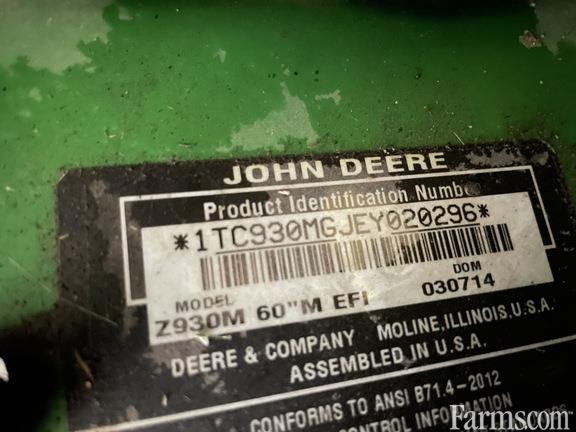 JOHN DEERE
Product Identification Number
*1TC930MGJEY020296*
MODEL DOM
Z930M 60"M EFI 030714
DEERE & COMPANY MOLINE,ILLINOIS,U.S.A.
ASSEMBLED IN U.S.A.
CONFORMS TO ANSI B71.4-2012
CONTROL INFORMATION
Farms.com